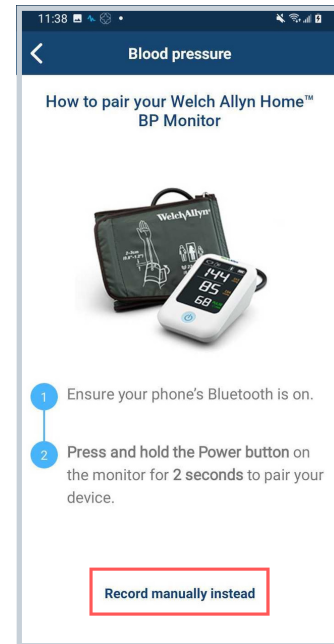 11:38
Blood pressure
How to pair your Welch Allyn Home™
BP Monitor
WelchAllyn
144
85
68
1
Ensure your phone's Bluetooth is on.
2
Press and hold the Power button on
the monitor for 2 seconds to pair your
device.
Record manually instead